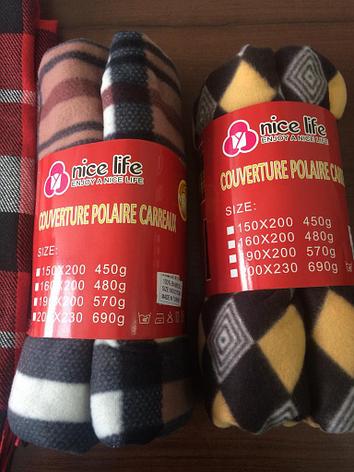 nice life
ENJOY A NICE LIFE
COUVERTURE POLAIRE CARREAUX
SIZE:
150X200 450g
160X200 480g
190X200 570g
200X230 690g
nice life
ENJOY A NICE LIFE
COUVERTURE POLAIRE CAR
SIZE:
150X200 450g
160X200 480g
190X200 570g
200X230 690g